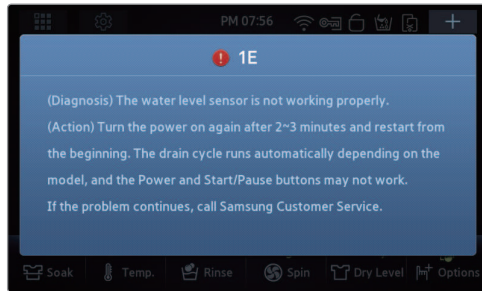 PM 07:56
1E
(Diagnosis) The water level sensor is not working properly.
(Action) Turn the power on again after 2~3 minutes and restart from
the beginning. The drain cycle runs automatically depending on the
model, and the Power and Start/Pause buttons may not work.
If the problem continues, call Samsung Customer Service.
Soak Temp. Rinse Spin Dry Level Options